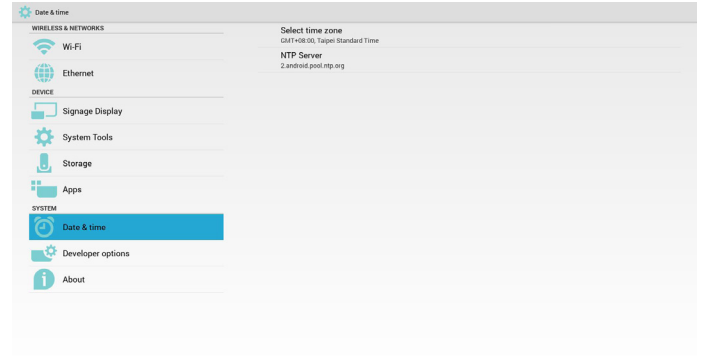 Date & time
WIRELESS & NETWORKS
Wi-Fi
Ethernet
DEVICE
Signage Display
System Tools
Storage
Apps
SYSTEM
Date & time
Developer options
About
Select time zone
GMT+08:00, Taipei Standard Time
NTP Server
2.android.pool.ntp.org